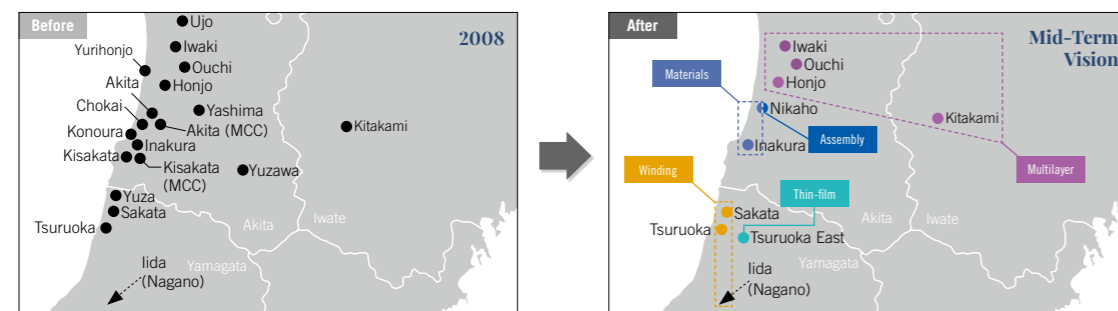 Before
2008
Ujo
Iwaki
Yurihonjo
Ouchi
Honjo
Akita
Yashima
Chokai
Akita (MCC)
Kitakami
Konoura
Inakura
Kisakata
Kisakata
(MCC)
Yuzawa
Yuza
Sakata
Tsuruoka
Akita
Iwate
Yamagata
Iida
(Nagano)
After
Mid-Term
Vision
Iwaki
Ouchi
Materials
Honjo
Nikaho
Kitakami
Assembly
Inakura
Winding
Multilayer
Thin-film
Sakata
Akita
Iwate
Tsuruoka
Tsuruoka East
Yamagata
Iida
(Nagano)